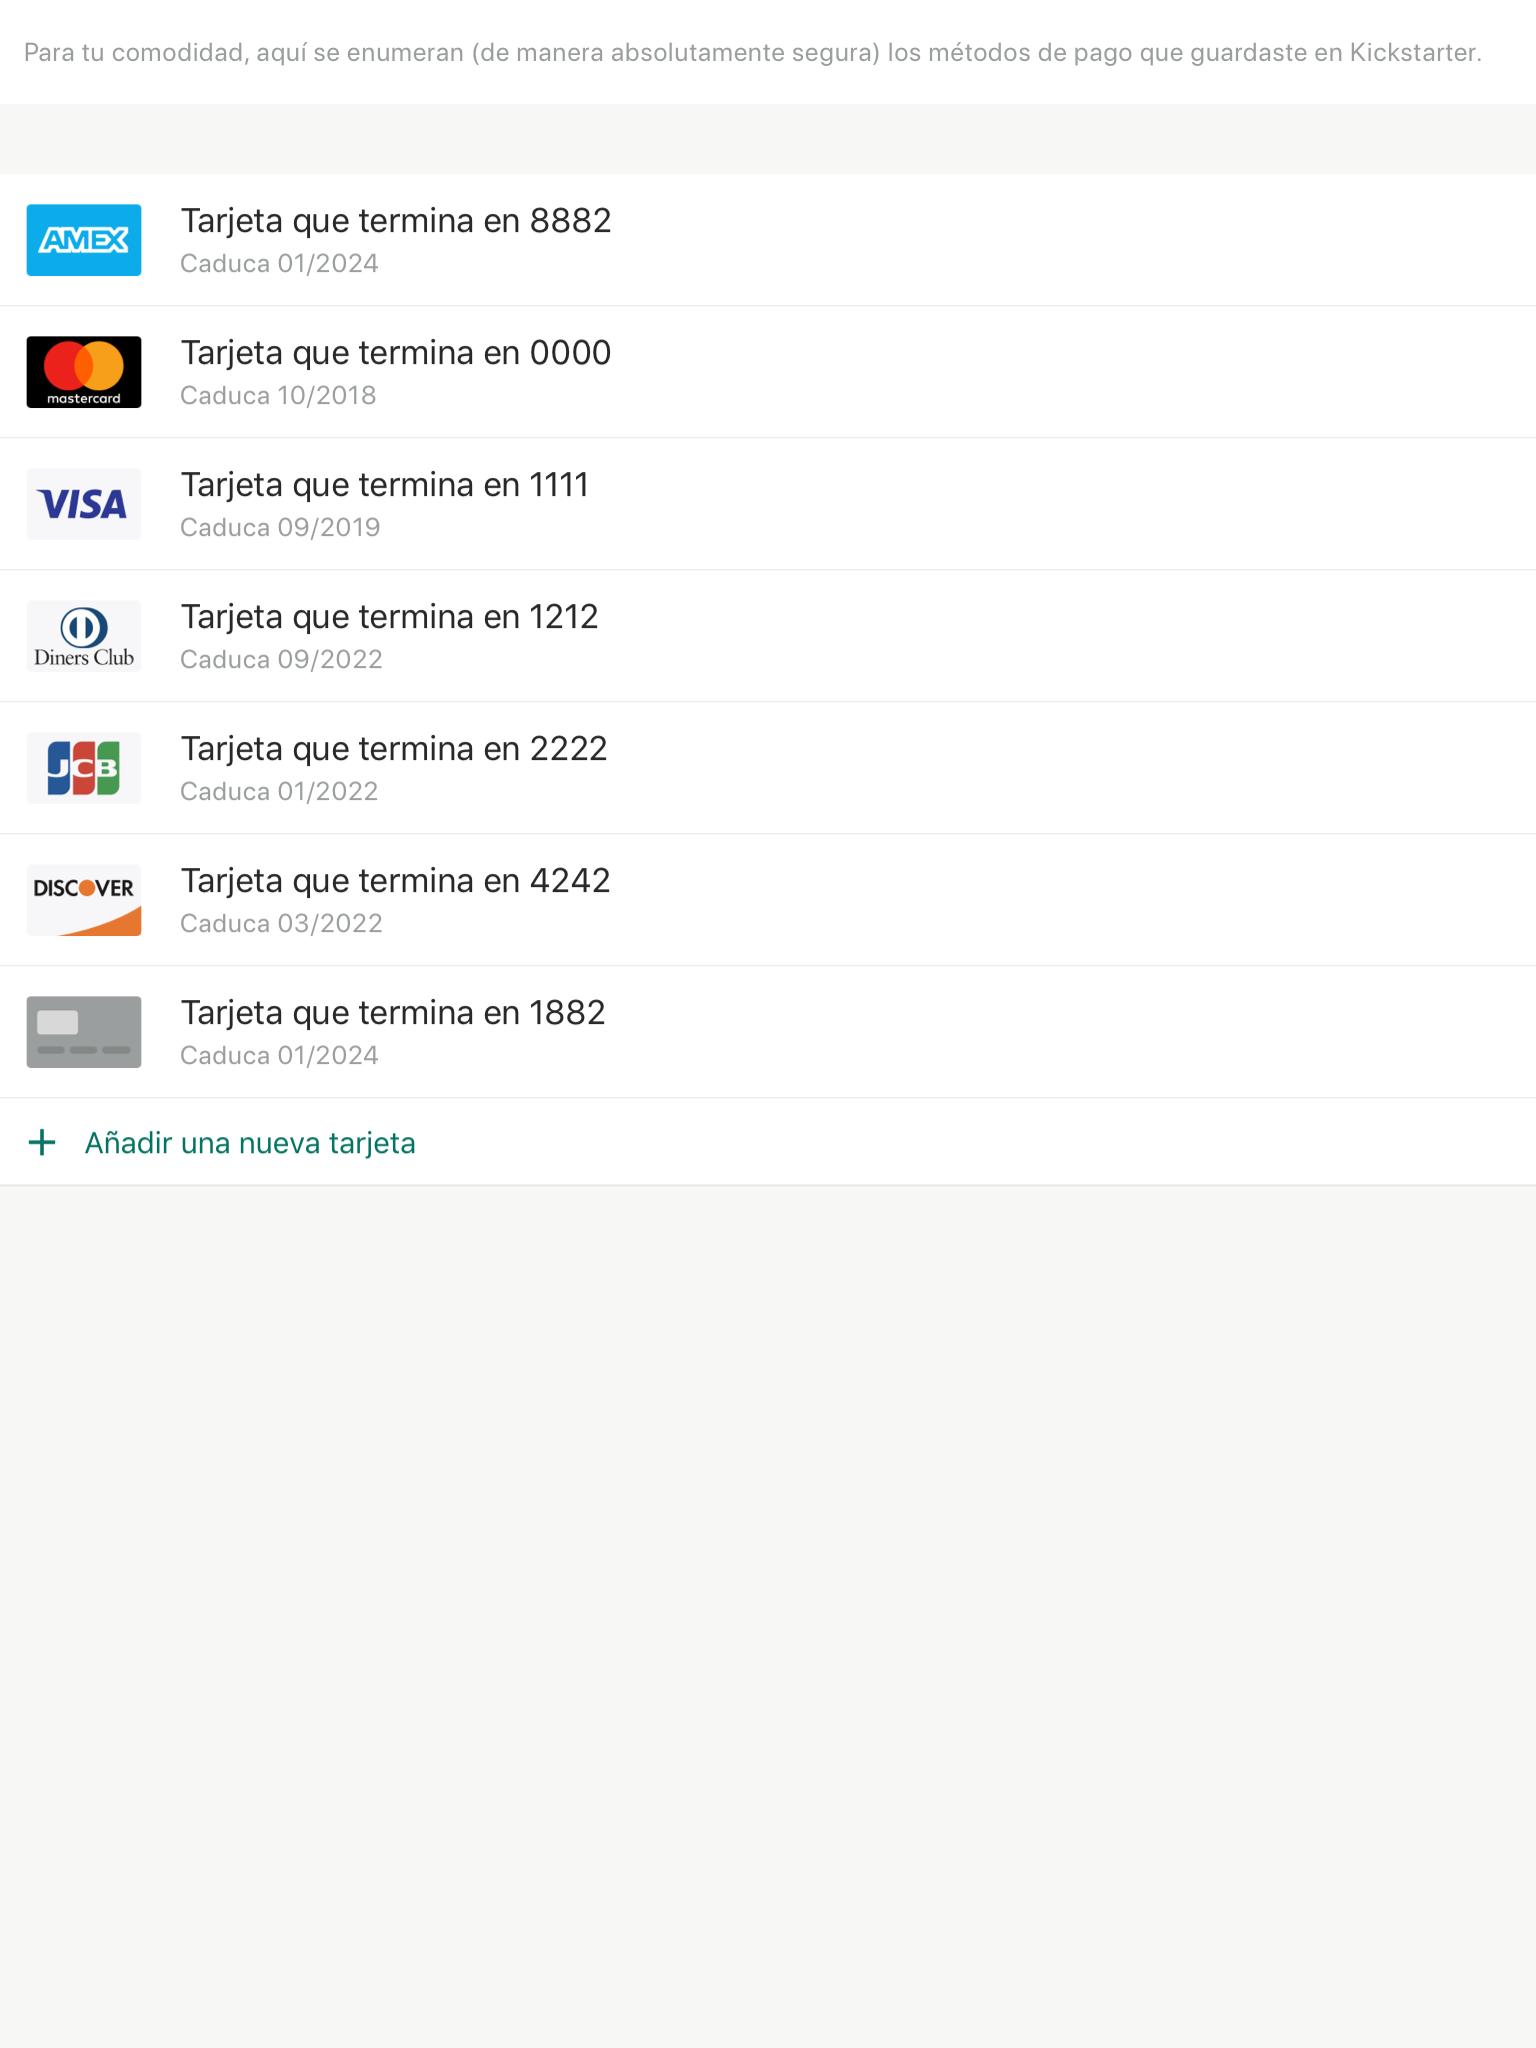 Para tu comodidad, aquí se enumeran (de manera absolutamente segura) los métodos de pago que guardaste en Kickstarter.
AMEX
Tarjeta que termina en 8882
Caduca 01/2024
mastercard
Tarjeta que termina en 0000
Caduca 10/2018
VISA
Tarjeta que termina en 1111
Caduca 09/2019
Diners Club
Tarjeta que termina en 1212
Caduca 09/2022
JCB
Tarjeta que termina en 2222
Caduca 01/2022
DISCOVER
Tarjeta que termina en 4242
Caduca 03/2022
Tarjeta que termina en 1882
Caduca 01/2024
+ Añadir una nueva tarjeta